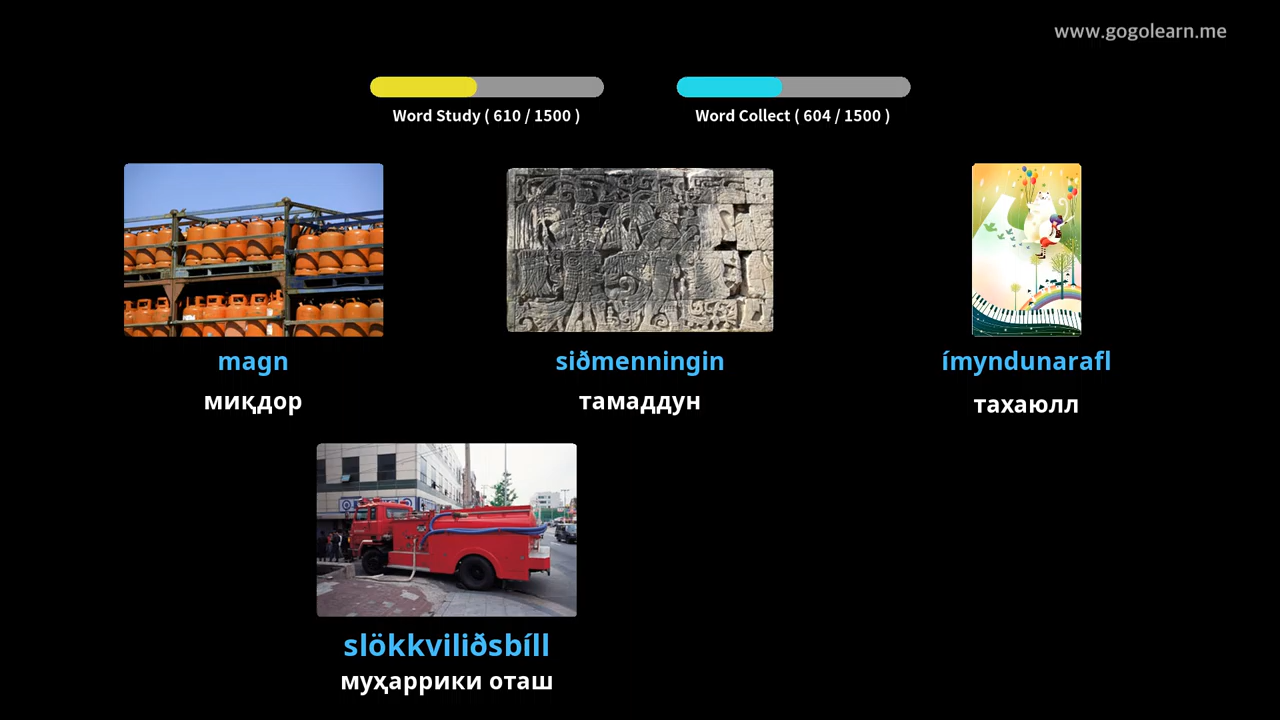 www.gogolearn.me
Word Study ( 610 / 1500 )
Word Collect ( 604 / 1500 )
magn
миқдор
siðmenningin
тамаддун
ímyndunarafl
тахаюлл
slökkviliðsbíll
муҳаррики оташ